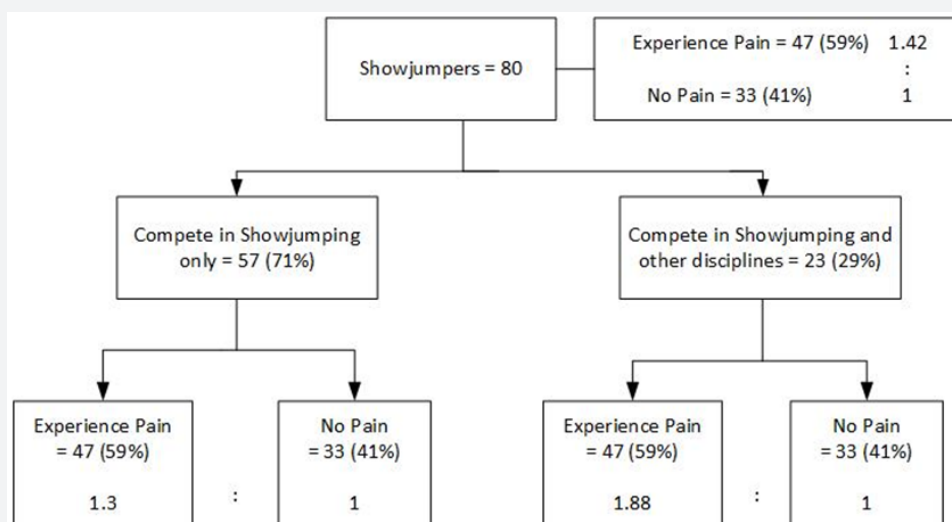 Showjumpers = 80
Experience Pain = 47 (59%) 1.42
:
No Pain = 33 (41%) 1
Compete in Showjumping
only = 57 (71%)
Compete in Showjumping and
other disciplines = 23 (29%)
Experience Pain
= 47 (59%)
1.3
:
No Pain
= 33 (41%)
1
Experience Pain
= 47 (59%)
1.88
:
No Pain
= 33 (41%)
1